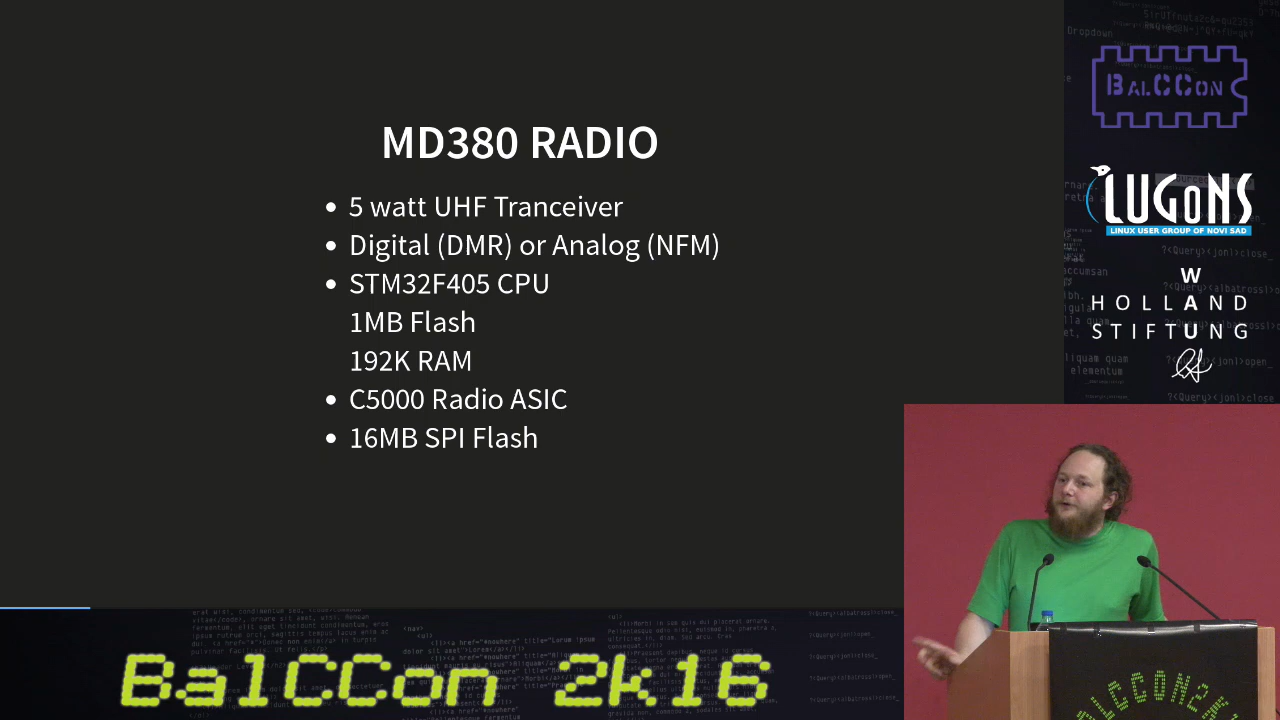 MD380 RADIO
5 watt UHF Tranceiver
Digital (DMR) or Analog (NFM)
STM32F405 CPU
1MB Flash
192K RAM
C5000 Radio ASIC
16MB SPI Flash
BALCCON
LUGoNS
LINUX USER GROUP OF NOVI SAD
W
HOLLAND
STIFTUNG
BalCCon 2k16